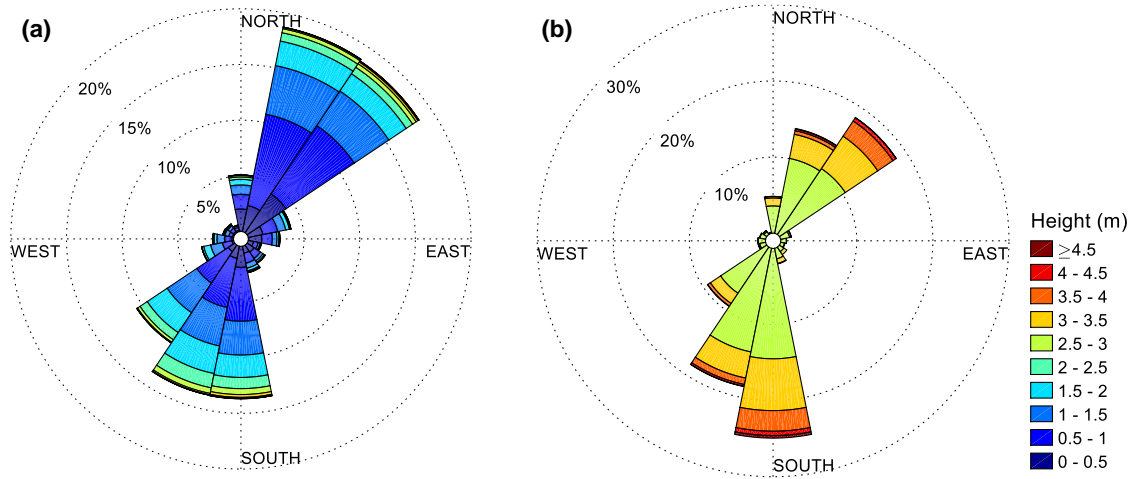 (a)
NORTH
20%
15%
10%
5%
WEST
EAST
SOUTH
(b)
NORTH
30%
20%
10%
WEST
EAST
SOUTH
Height (m)
≥4.5
4 - 4.5
3.5 - 4
3 - 3.5
2.5 - 3
2 - 2.5
1.5 - 2
1 - 1.5
0.5 - 1
0 - 0.5